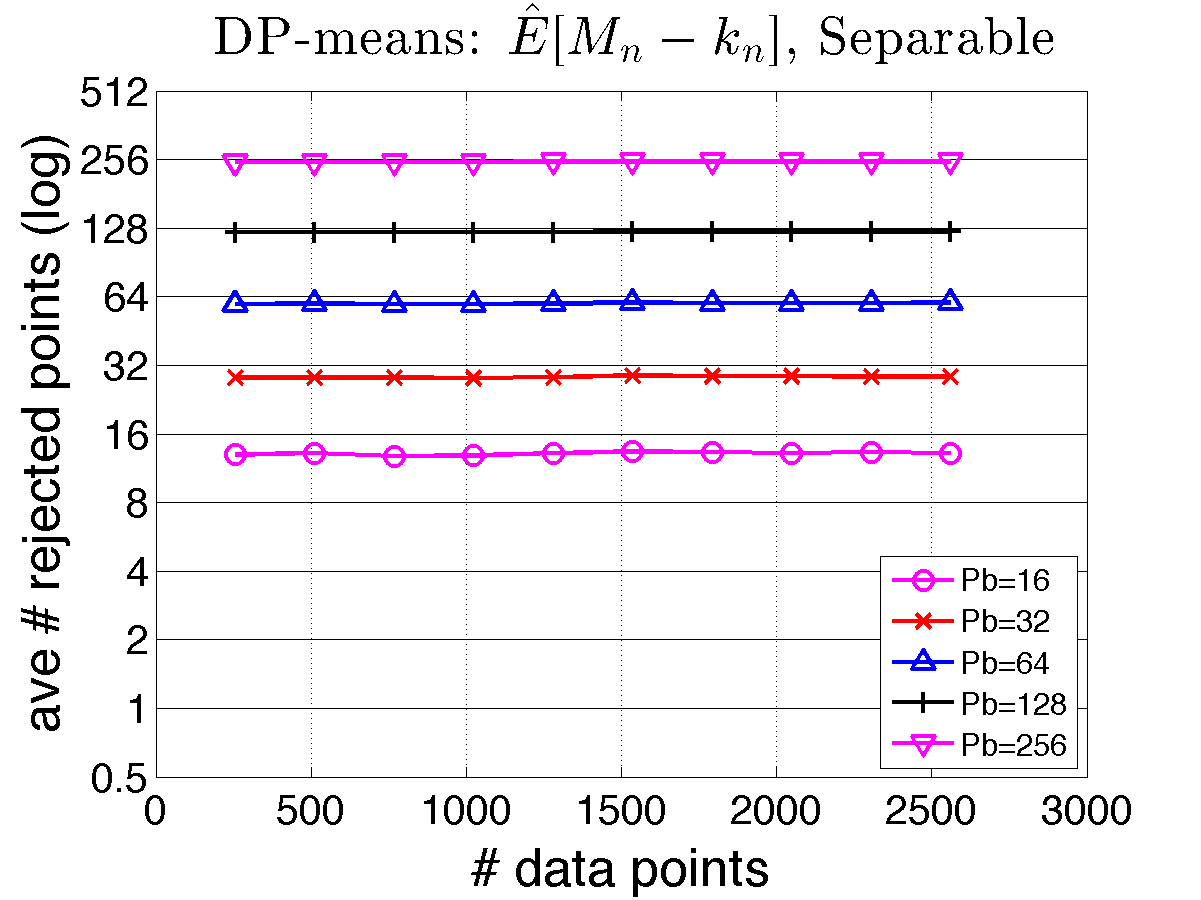 DP-means: $\hat{E}[M_n - k_n]$, Separable
ave # rejected points (log)
512
256
128
64
32
16
8
4
2
1
0.5
0 500 1000 1500 2000 2500 3000
# data points
Pb=16
Pb=32
Pb=64
Pb=128
Pb=256